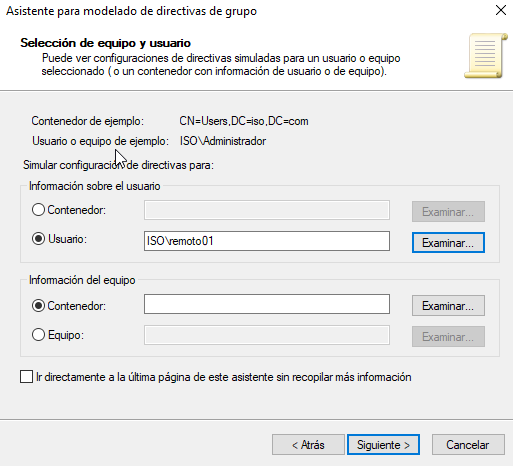 Asistente para modelado de directivas de grupo
Selección de equipo y usuario
Puede ver configuraciones de directivas simuladas para un usuario o equipo
seleccionado ( o un contenedor con información de usuario o de equipo).
Contenedor de ejemplo: CN=Users,DC=iso,DC=com
Usuario o equipo de ejemplo: ISO\Administrador
Simular configuración de directivas para:
Información sobre el usuario
Contenedor: Examinar...
Usuario: ISO\remoto01 Examinar...
Información del equipo
Contenedor: Examinar...
Equipo: Examinar...
Ir directamente a la última página de este asistente sin recopilar más información
< Atrás Siguiente > Cancelar